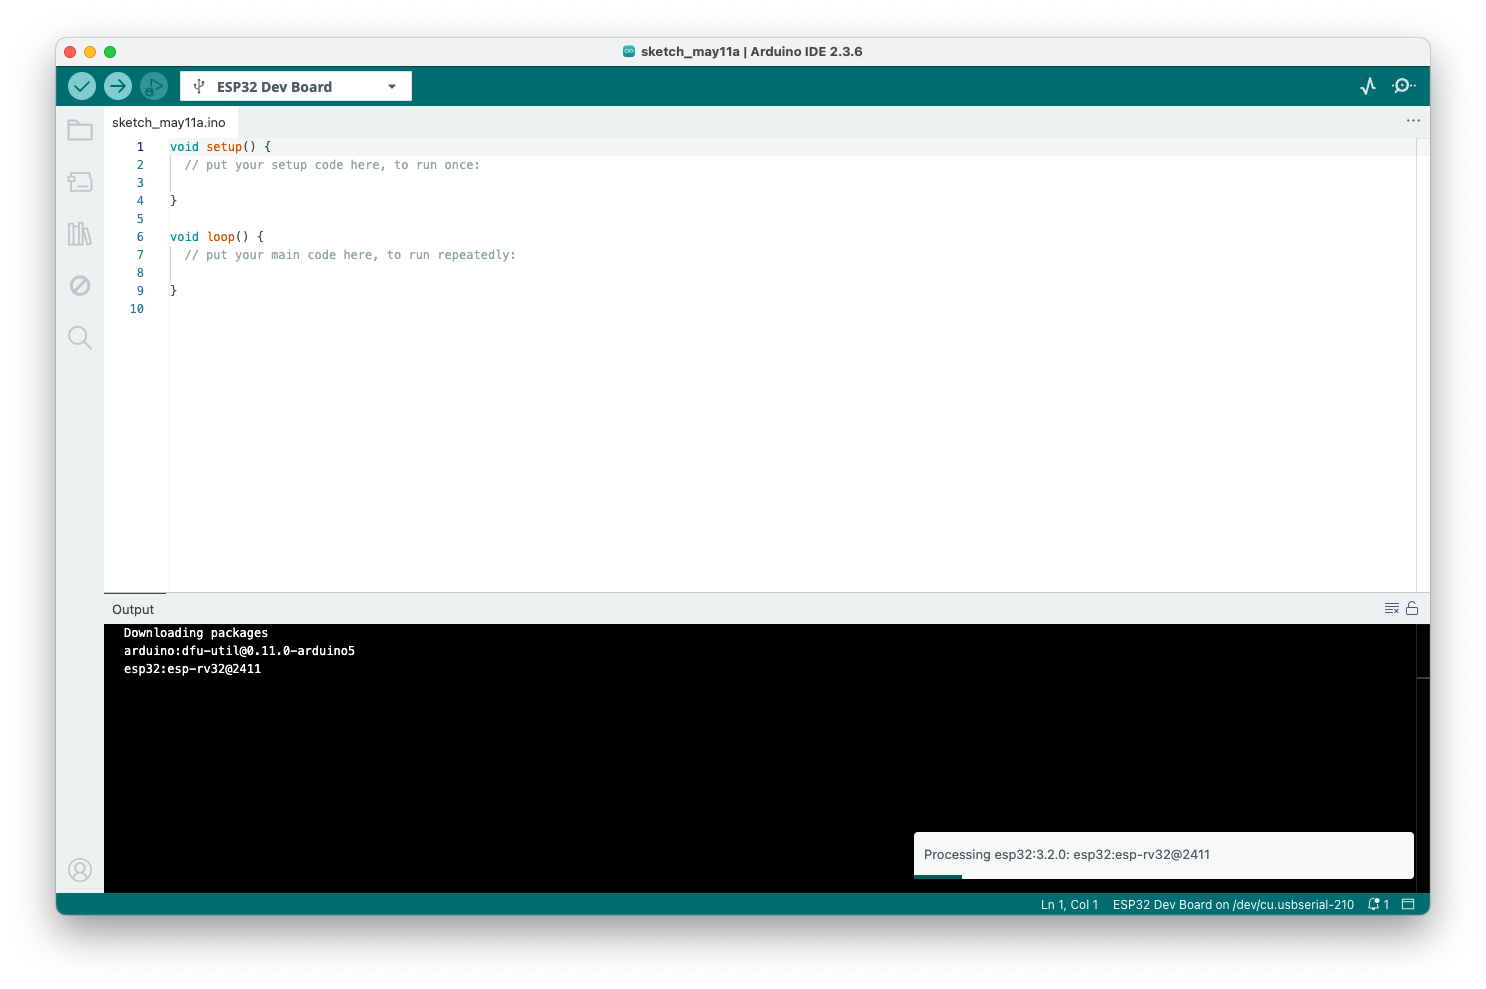 sketch_may11a | Arduino IDE 2.3.6
ESP32 Dev Board
sketch_may11a.ino
1 void setup() {
2 // put your setup code here, to run once:
3
4 }
5
6 void loop() {
7 // put your main code here, to run repeatedly:
8
9 }
10
Output
Downloading packages
arduino:dfu-util@0.11.0-arduino5
esp32:esp-rv32@2411
Processing esp32:3.2.0: esp32:esp-rv32@2411
Ln 1, Col 1 ESP32 Dev Board on /dev/cu.usbserial-210 1